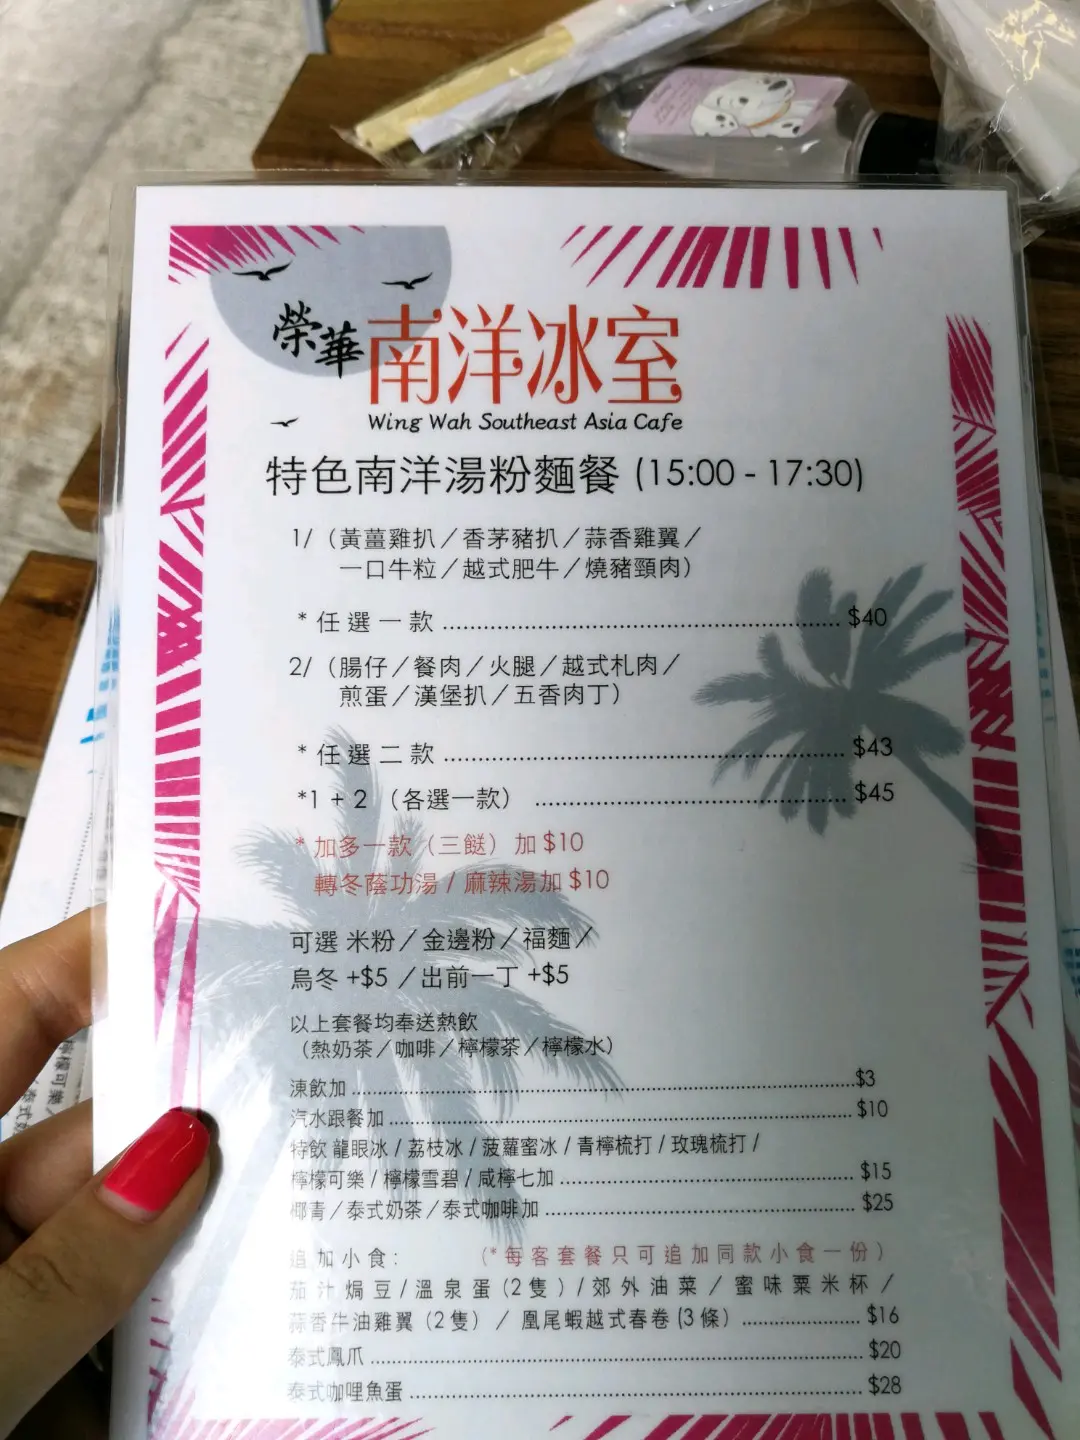 榮華 南洋冰室
Wing Wah Southeast Asia Cafe
特色南洋湯粉麵餐 (15:00 - 17:30)
1/（黃薑雞扒／香茅豬扒／蒜香雞翼／
一口牛粒／越式肥牛／燒豬頸肉）
* 任選一款 .......... $40
2/（腸仔／餐肉／火腿／越式札肉／
煎蛋／漢堡扒／五香肉丁）
* 任選二款 .......... $43
*1 + 2 （各選一款） .......... $45
* 加多一款（三餸）加 $10
轉冬蔭功湯 / 麻辣湯加 $10
可選 米粉／金邊粉／福麵／
烏冬 +$5 ／出前一丁 +$5
以上套餐均奉送熱飲
（熱奶茶／咖啡／檸檬茶／檸檬水）
涷飲加 .......... $3
汽水跟餐加 .......... $10
特飲 龍眼冰 / 荔枝冰 / 菠蘿蜜冰 / 青檸梳打 / 玫瑰梳打 /
檸檬可樂 / 檸檬雪碧 / 咸檸七加 .......... $15
椰青／泰式奶茶／泰式咖啡加 .......... $25
追加小食： （*每客套餐只可追加同款小食一份）
茄汁焗豆 / 溫泉蛋 (2隻) / 郊外油菜 / 蜜味粟米杯 /
蒜香牛油雞翼 (2隻) / 鳳尾蝦越式春卷 (3條) .......... $16
泰式鳳爪 .......... $20
泰式咖哩魚蛋 .......... $28
檸檬可樂